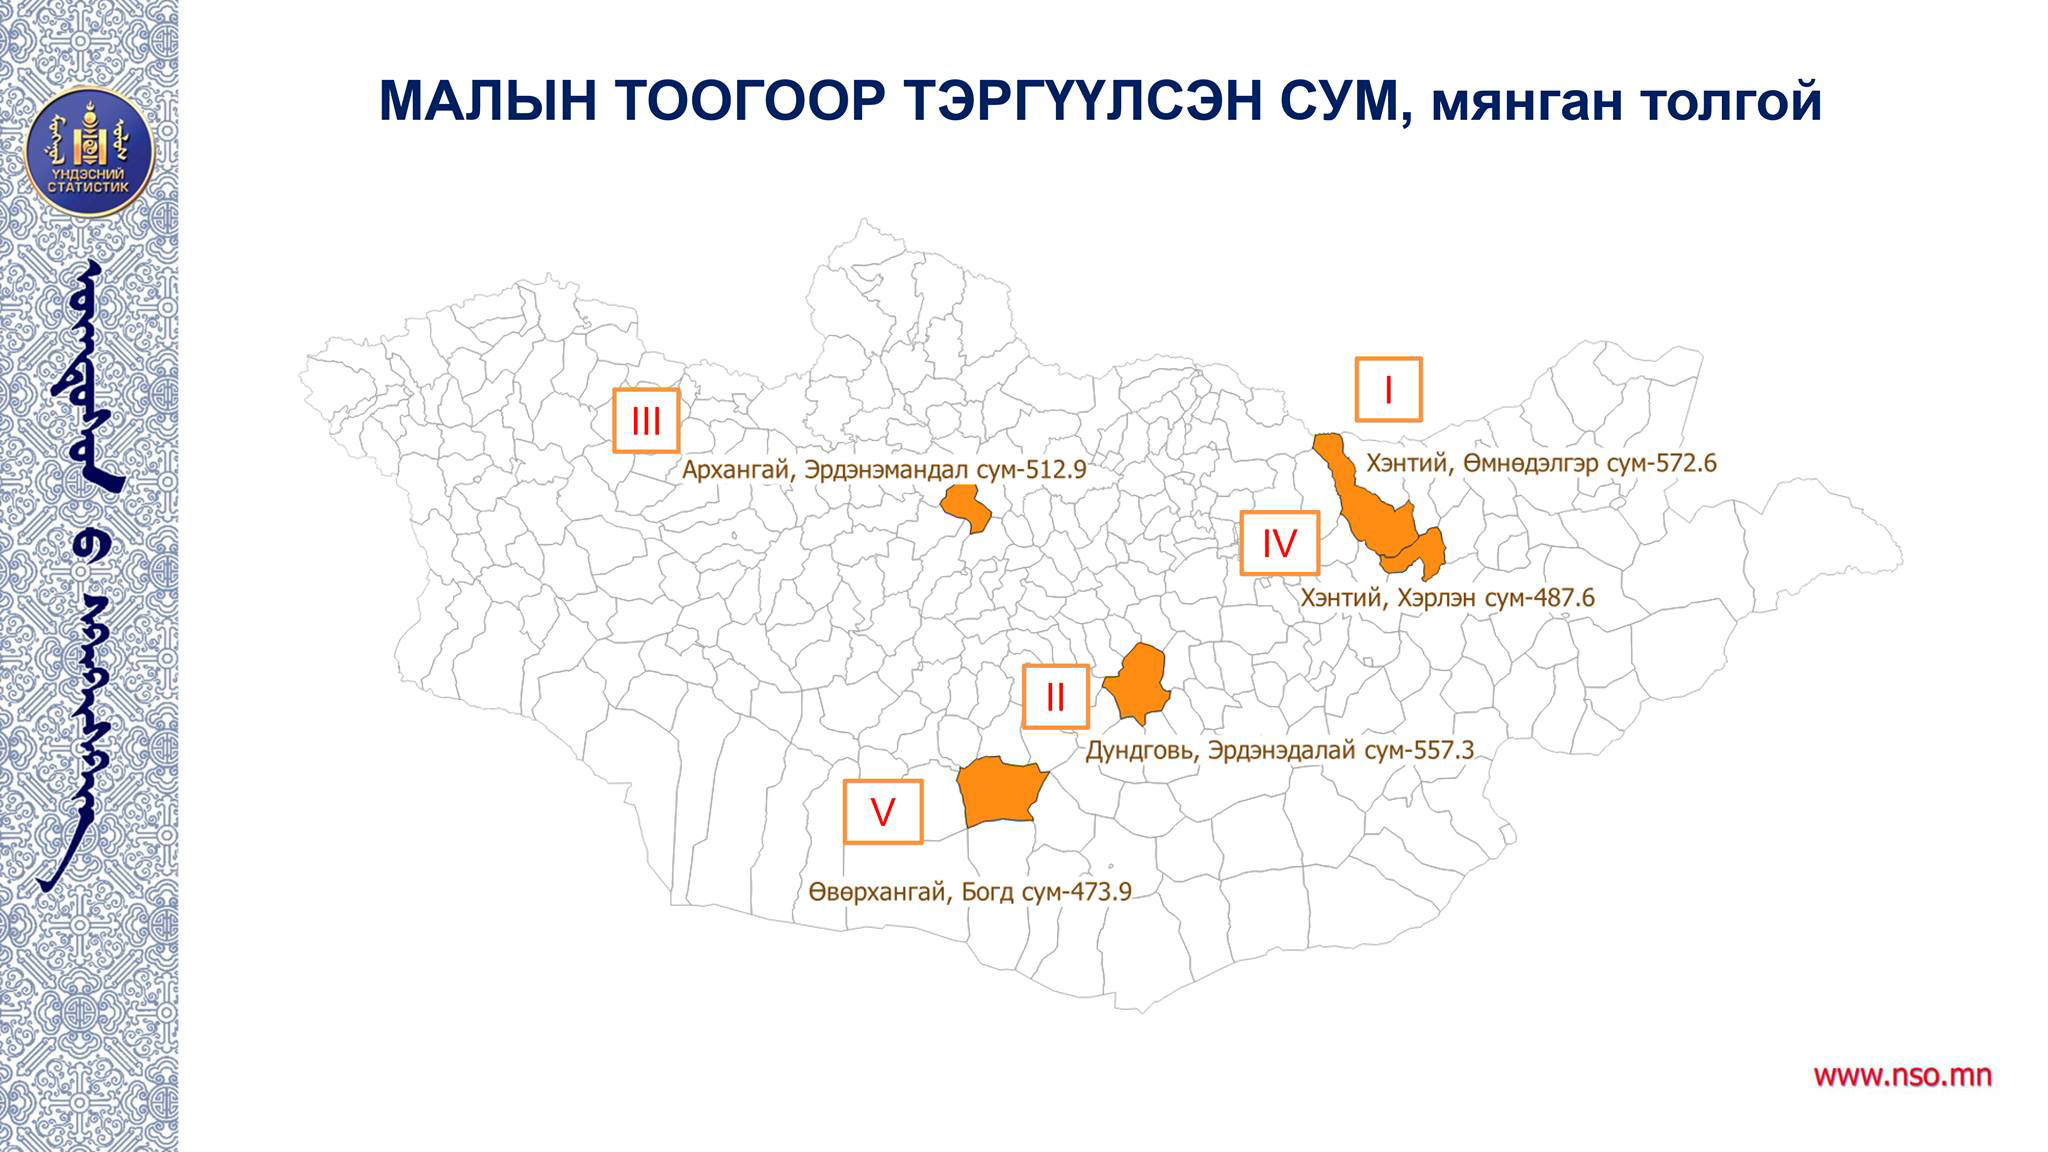 МАЛЫН ТООГООР ТЭРГҮҮЛСЭН СУМ, мянган толгой
ҮНДЭСНИЙ
СТАТИСТИК
I
Хэнтий, Өмнөдэлгэр сум-572.6
III
Архангай, Эрдэнэмандал сум-512.9
IV
Хэнтий, Хэрлэн сум-487.6
II
Дундговь, Эрдэнэдалай сум-557.3
V
Өвөрхангай, Богд сум-473.9
www.nso.mn